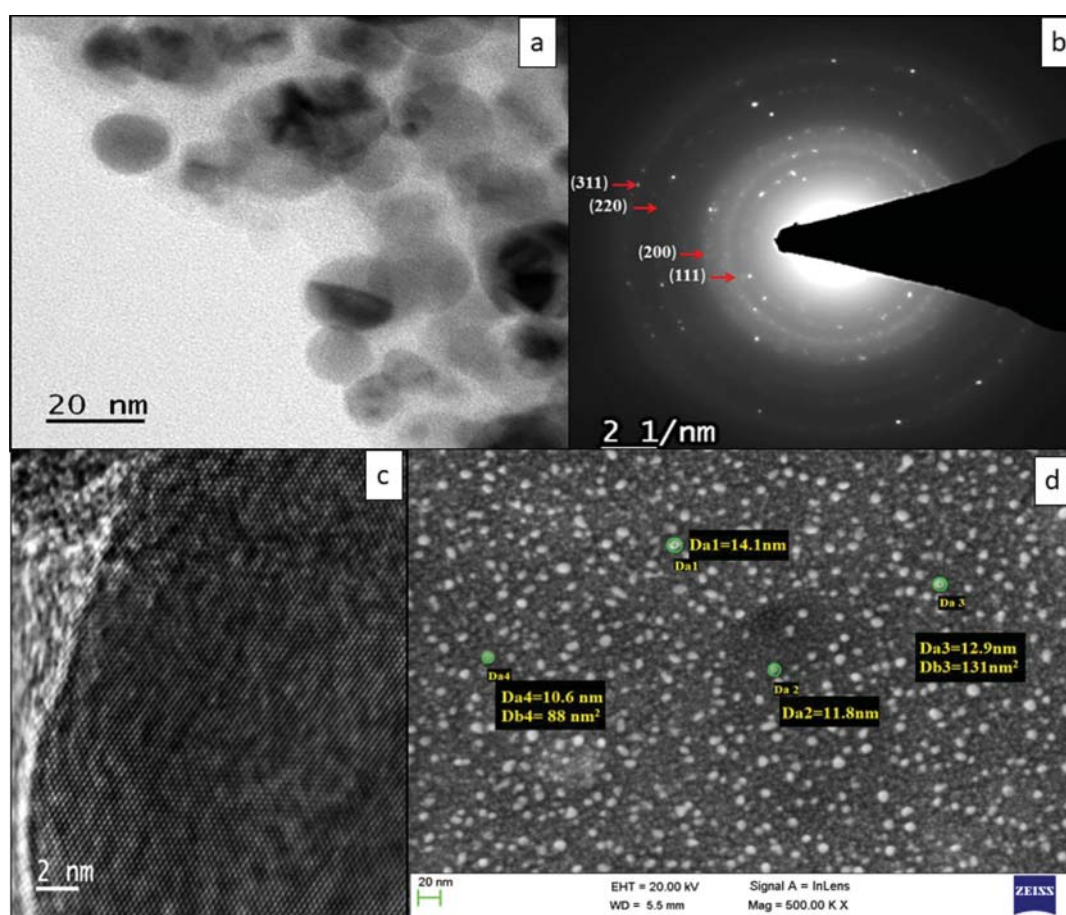 a
20 nm
b
(311)
(220)
(200)
(111)
2 1/nm
c
2 nm
d
Da1=14.1nm
Da1
Da 3
Da3=12.9nm
Db3=131nm²
Da4
Da4=10.6 nm
Db4= 88 nm²
Da 2
Da2=11.8nm
20 nm
EHT = 20.00 kV
Signal A = InLens
WD = 5.5 mm
Mag = 500.00 K X
ZEISS